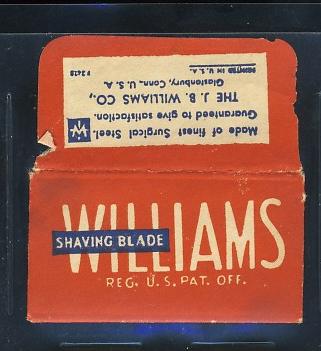 Made of finest Surgical Steel.
Guaranteed to give satisfaction.
THE J. B. WILLIAMS CO.,
Glastonbury, Conn., U. S. A.
PRINTED IN U. S. A.
WILLIAMS
SHAVING BLADE
REG. U.S. PAT. OFF.